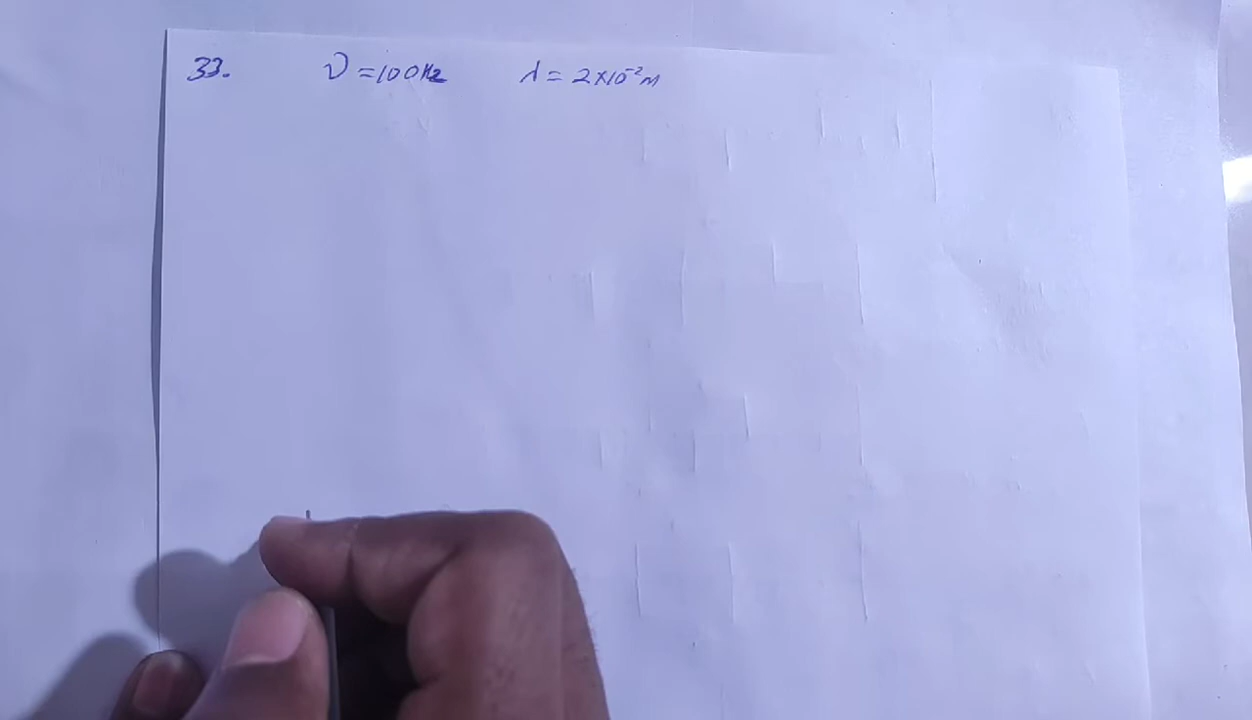 33. ν = 100Hz λ = 2×10⁻²m